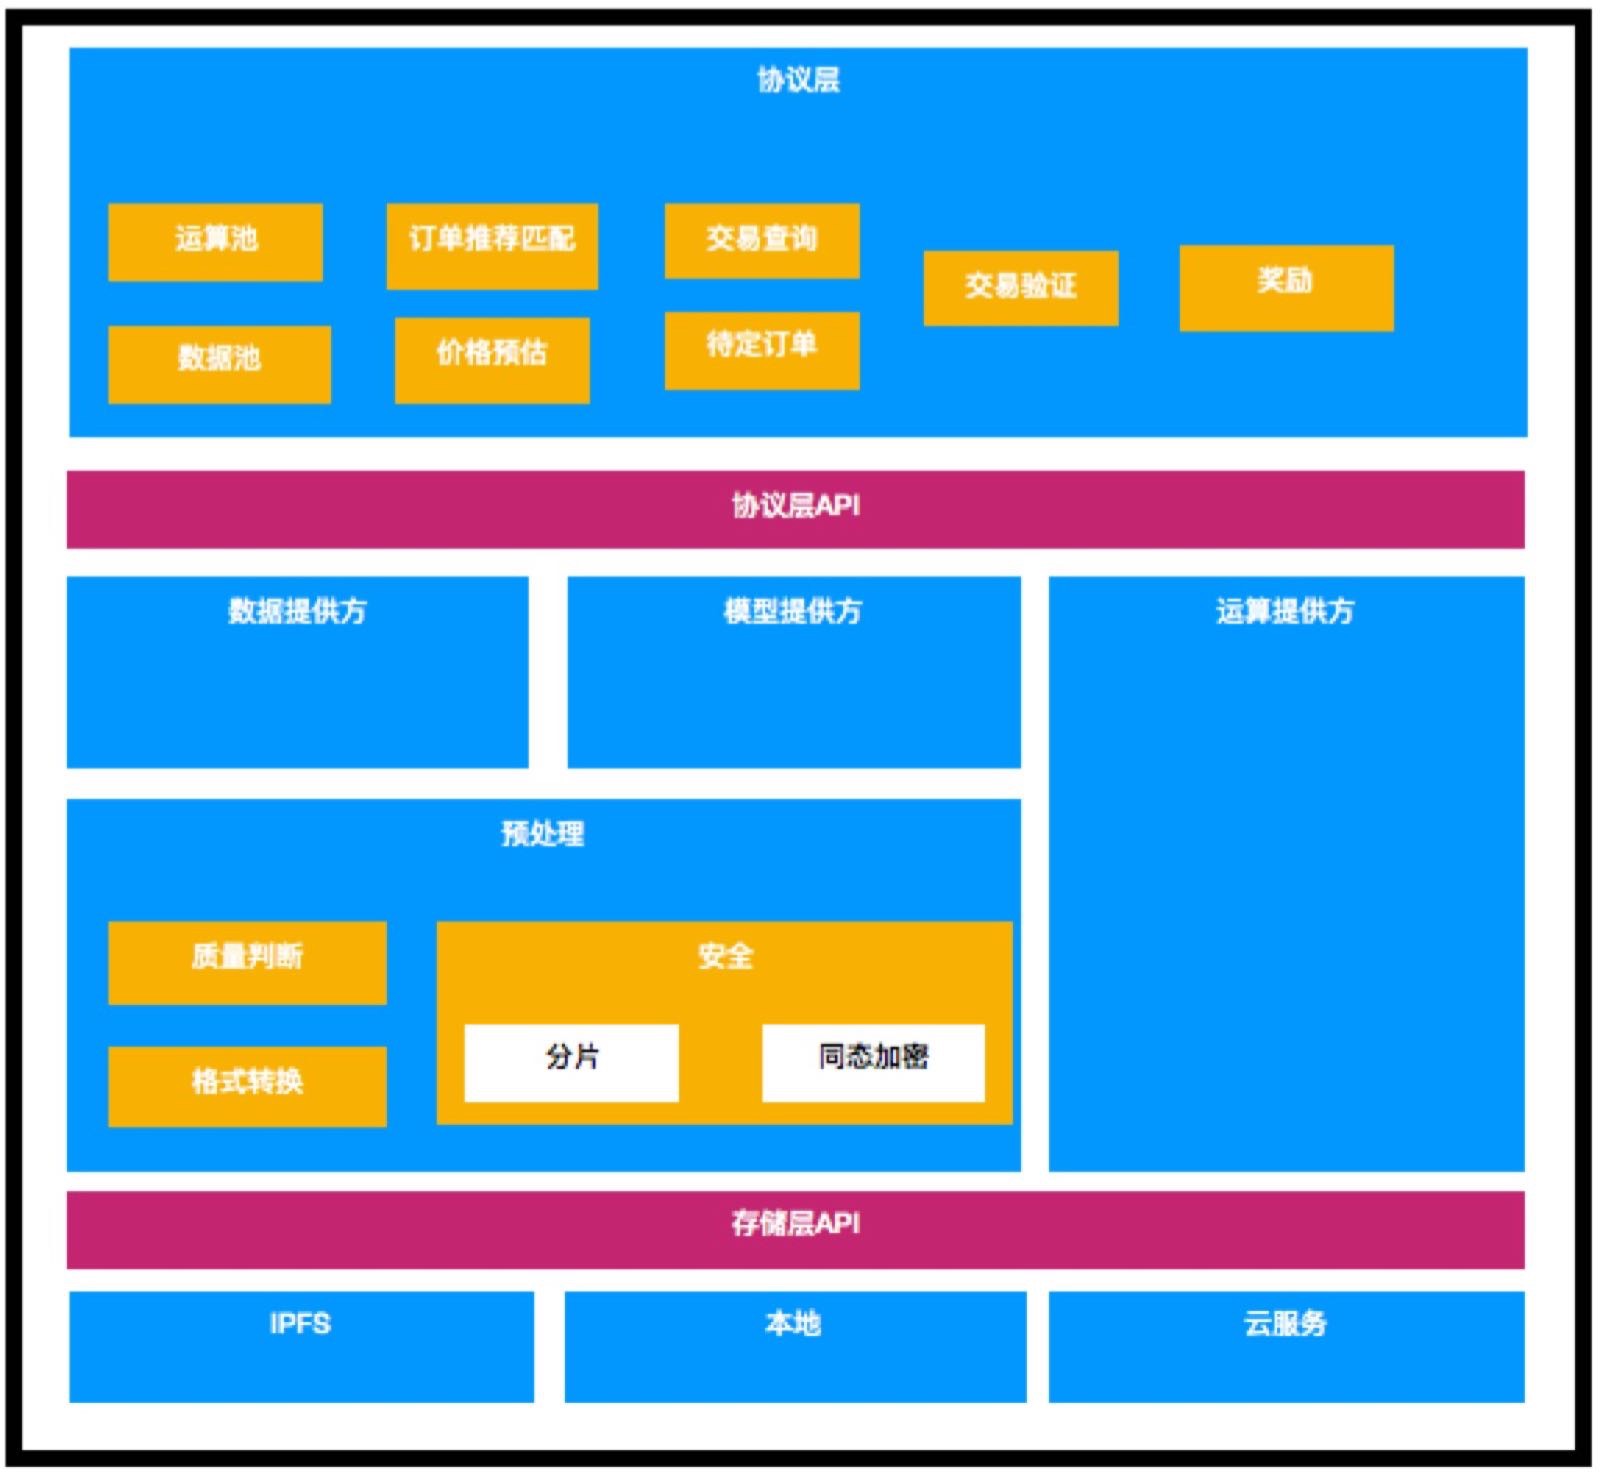 协议层
运算池
订单推荐匹配
交易查询
交易验证
奖励
数据池
价格预估
待定订单
协议层API
数据提供方
模型提供方
运算提供方
预处理
质量判断
安全
格式转换
分片
同态加密
存储层API
IPFS
本地
云服务